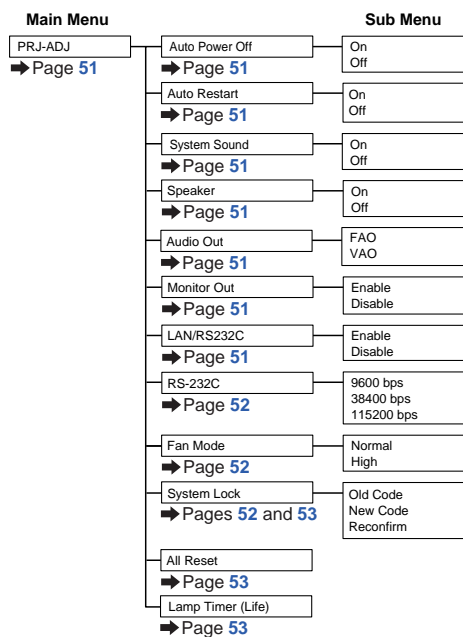 Main Menu
Sub Menu
PRJ-ADJ
➡Page 51
Auto Power Off
➡Page 51
On
Off
Auto Restart
➡Page 51
On
Off
System Sound
➡Page 51
On
Off
Speaker
➡Page 51
On
Off
Audio Out
➡Page 51
FAO
VAO
Monitor Out
➡Page 51
Enable
Disable
LAN/RS232C
➡Page 51
Enable
Disable
RS-232C
➡Page 52
9600 bps
38400 bps
115200 bps
Fan Mode
➡Page 52
Normal
High
System Lock
➡Pages 52 and 53
Old Code
New Code
Reconfirm
All Reset
➡Page 53
Lamp Timer (Life)
➡Page 53